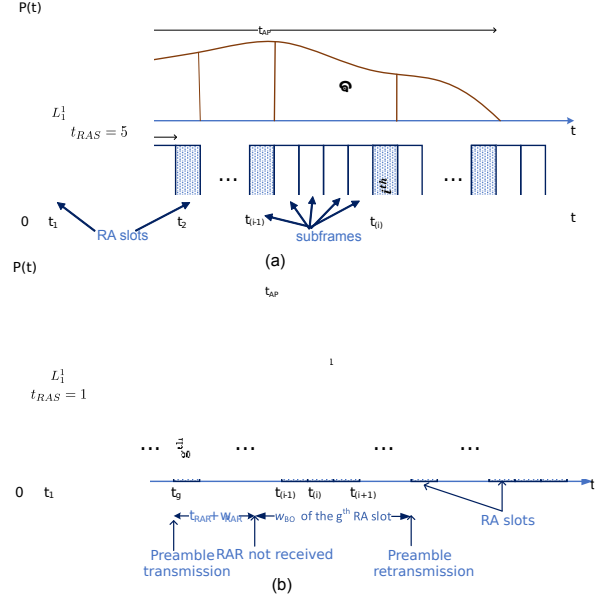 P(t)
t_AP
L_1^1
t_RAS = 5
t
...
...
i^th
0 t_1 t_2 t_(i-1) t_(i) t
RA slots
subframes
(a)
P(t)
t_AP
1
L_1^1
t_RAS = 1
... ... ... ...
0 t_1 t_g t_(i-1) t_(i) t_(i+1) t
t_RAR+w_RAR w_BO of the g^th RA slot
RA slots
Preamble transmission
RAR not received
Preamble retransmission
(b)